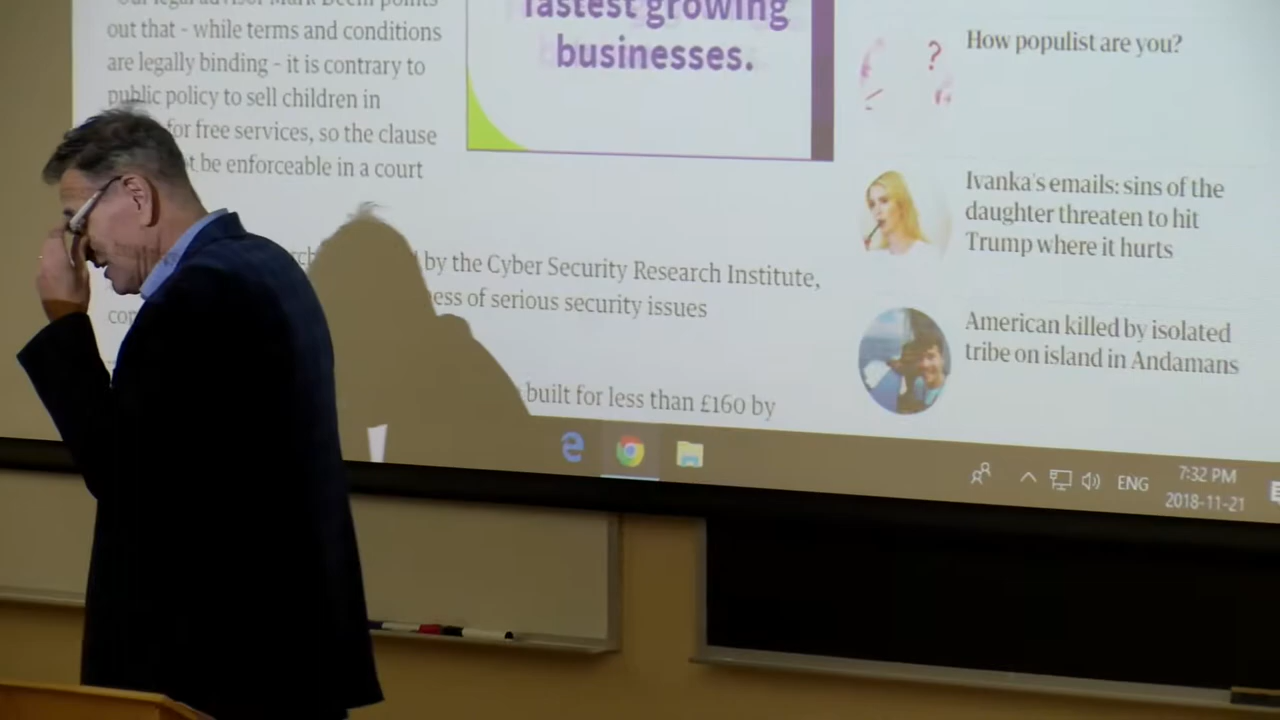 out that - while terms and conditions
are legally binding - it is contrary to
public policy to sell children in
for free services, so the clause
be enforceable in a court
by the Cyber Security Research Institute,
of serious security issues
built for less than £160 by
fastest growing
businesses.
How populist are you?
Ivanka's emails: sins of the
daughter threaten to hit
Trump where it hurts
American killed by isolated
tribe on island in Andamans
ENG
7:32 PM
2018-11-21